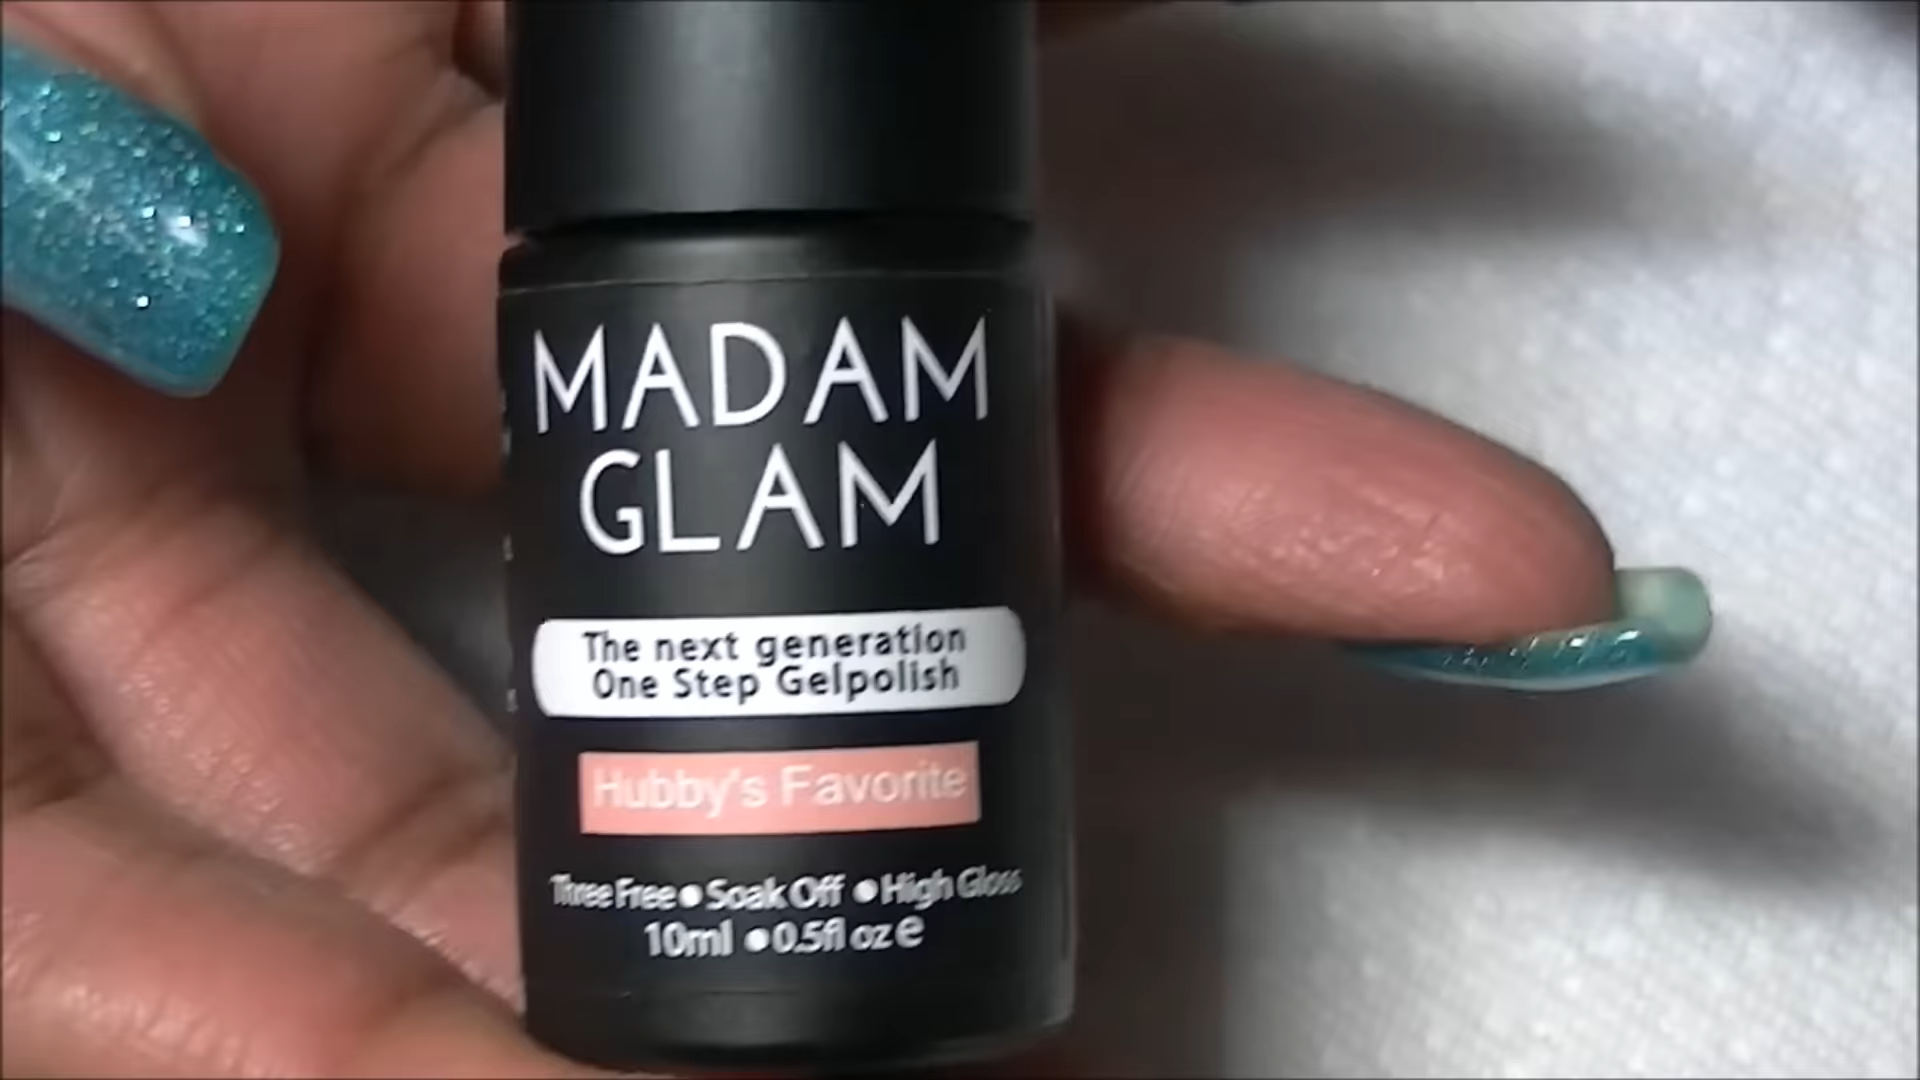 MADAM
GLAM
The next generation
One Step Gelpolish
Hubby's Favorite
Three Free ● Soak Off ● High Gloss
10ml ● 0.5fl oz e